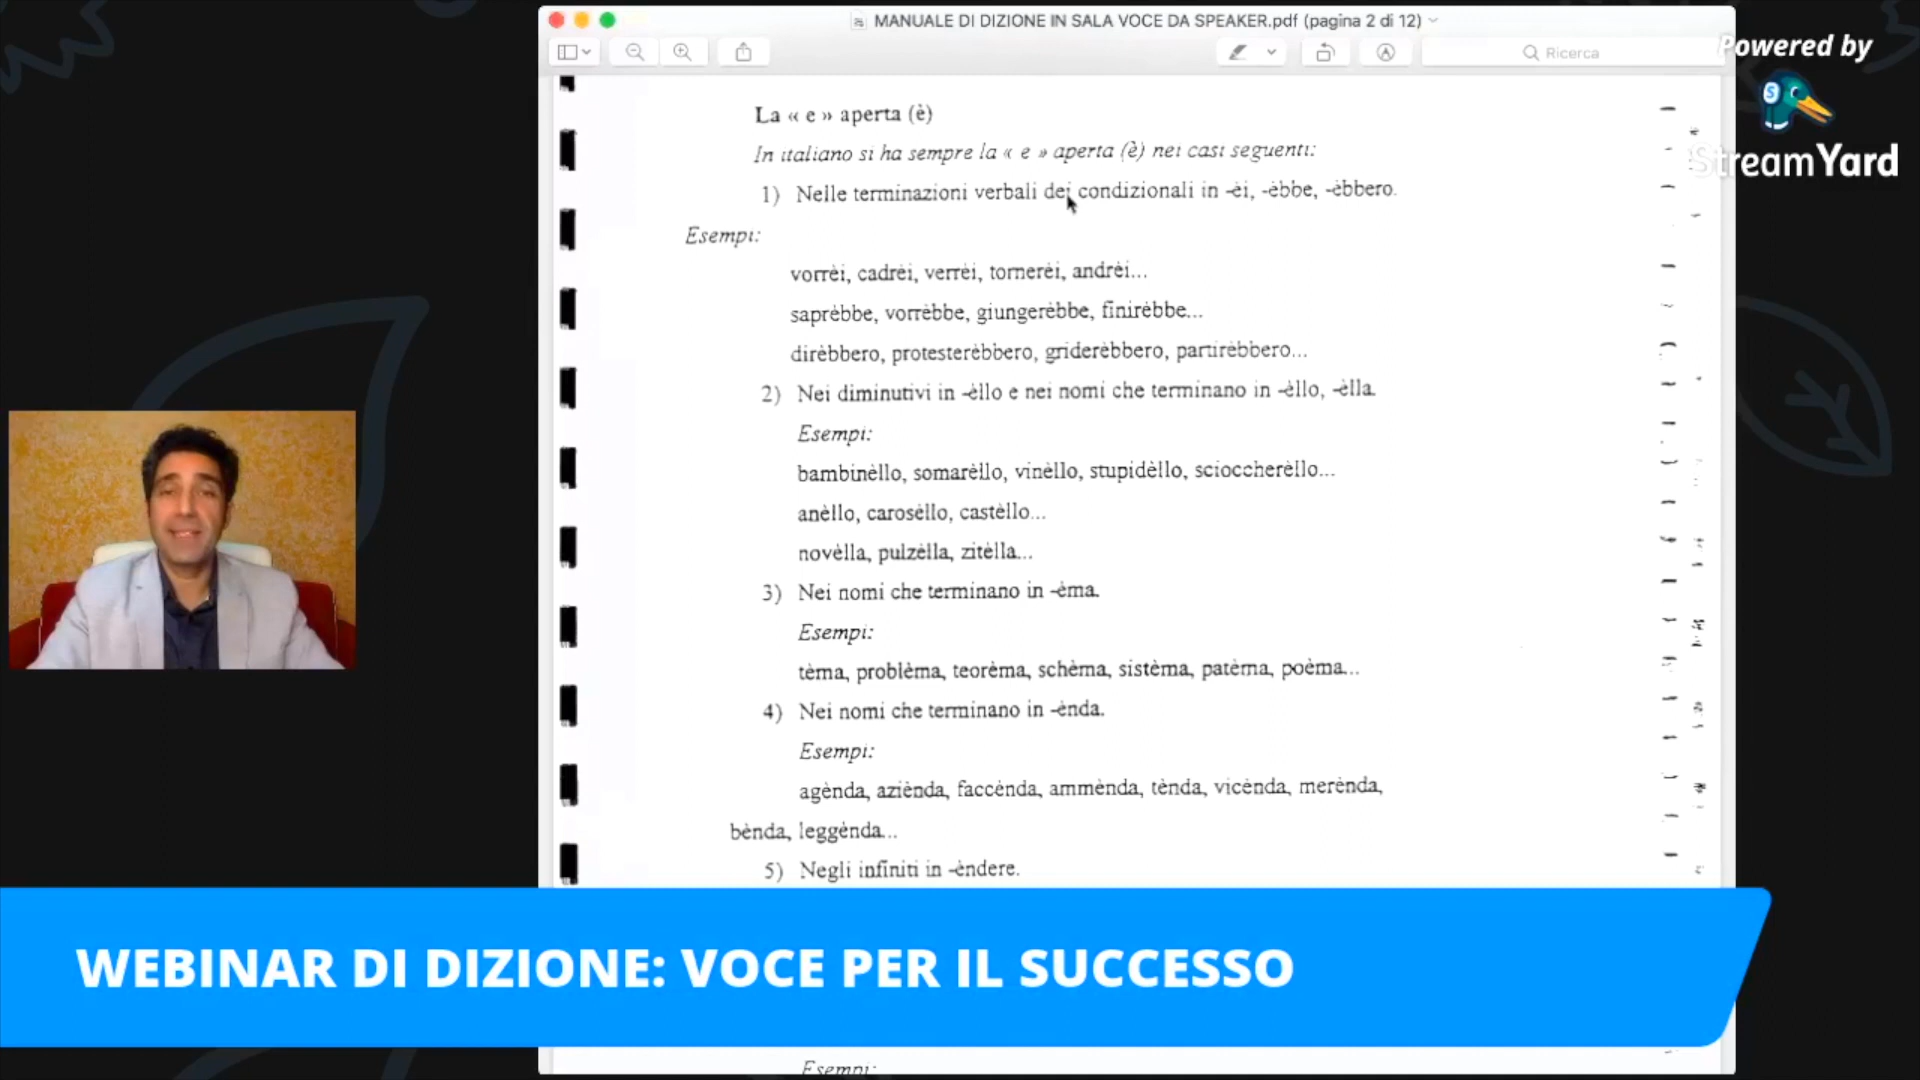 MANUALE DI DIZIONE IN SALA VOCE DA SPEAKER.pdf (pagina 2 di 12)
Ricerca
Powered by
StreamYard
La « e » aperta (è)
In italiano si ha sempre la « e » aperta (è) nei casi seguenti:
1) Nelle terminazioni verbali dei condizionali in -èi, -èbbe, -èbbero.
Esempi:
vorrèi, cadrèi, verrèi, tornerèi, andrèi...
saprèbbe, vorrèbbe, giungerèbbe, finirèbbe...
dirèbbero, protesterèbbero, griderèbbero, partirèbbero...
2) Nei diminutivi in -èllo e nei nomi che terminano in -èllo, -èlla.
Esempi:
bambinèllo, somarèllo, vinèllo, stupidèllo, scioccherèllo...
anèllo, carosèllo, castèllo...
novèlla, pulzèlla, zitèlla...
3) Nei nomi che terminano in -èma.
Esempi:
tèma, problèma, teorèma, schèma, sistèma, patèma, poèma...
4) Nei nomi che terminano in -ènda.
Esempi:
agènda, aziènda, faccènda, ammènda, tènda, vicènda, merènda,
bènda, leggènda...
5) Negli infiniti in -èndere.
WEBINAR DI DIZIONE: VOCE PER IL SUCCESSO
Esempi: